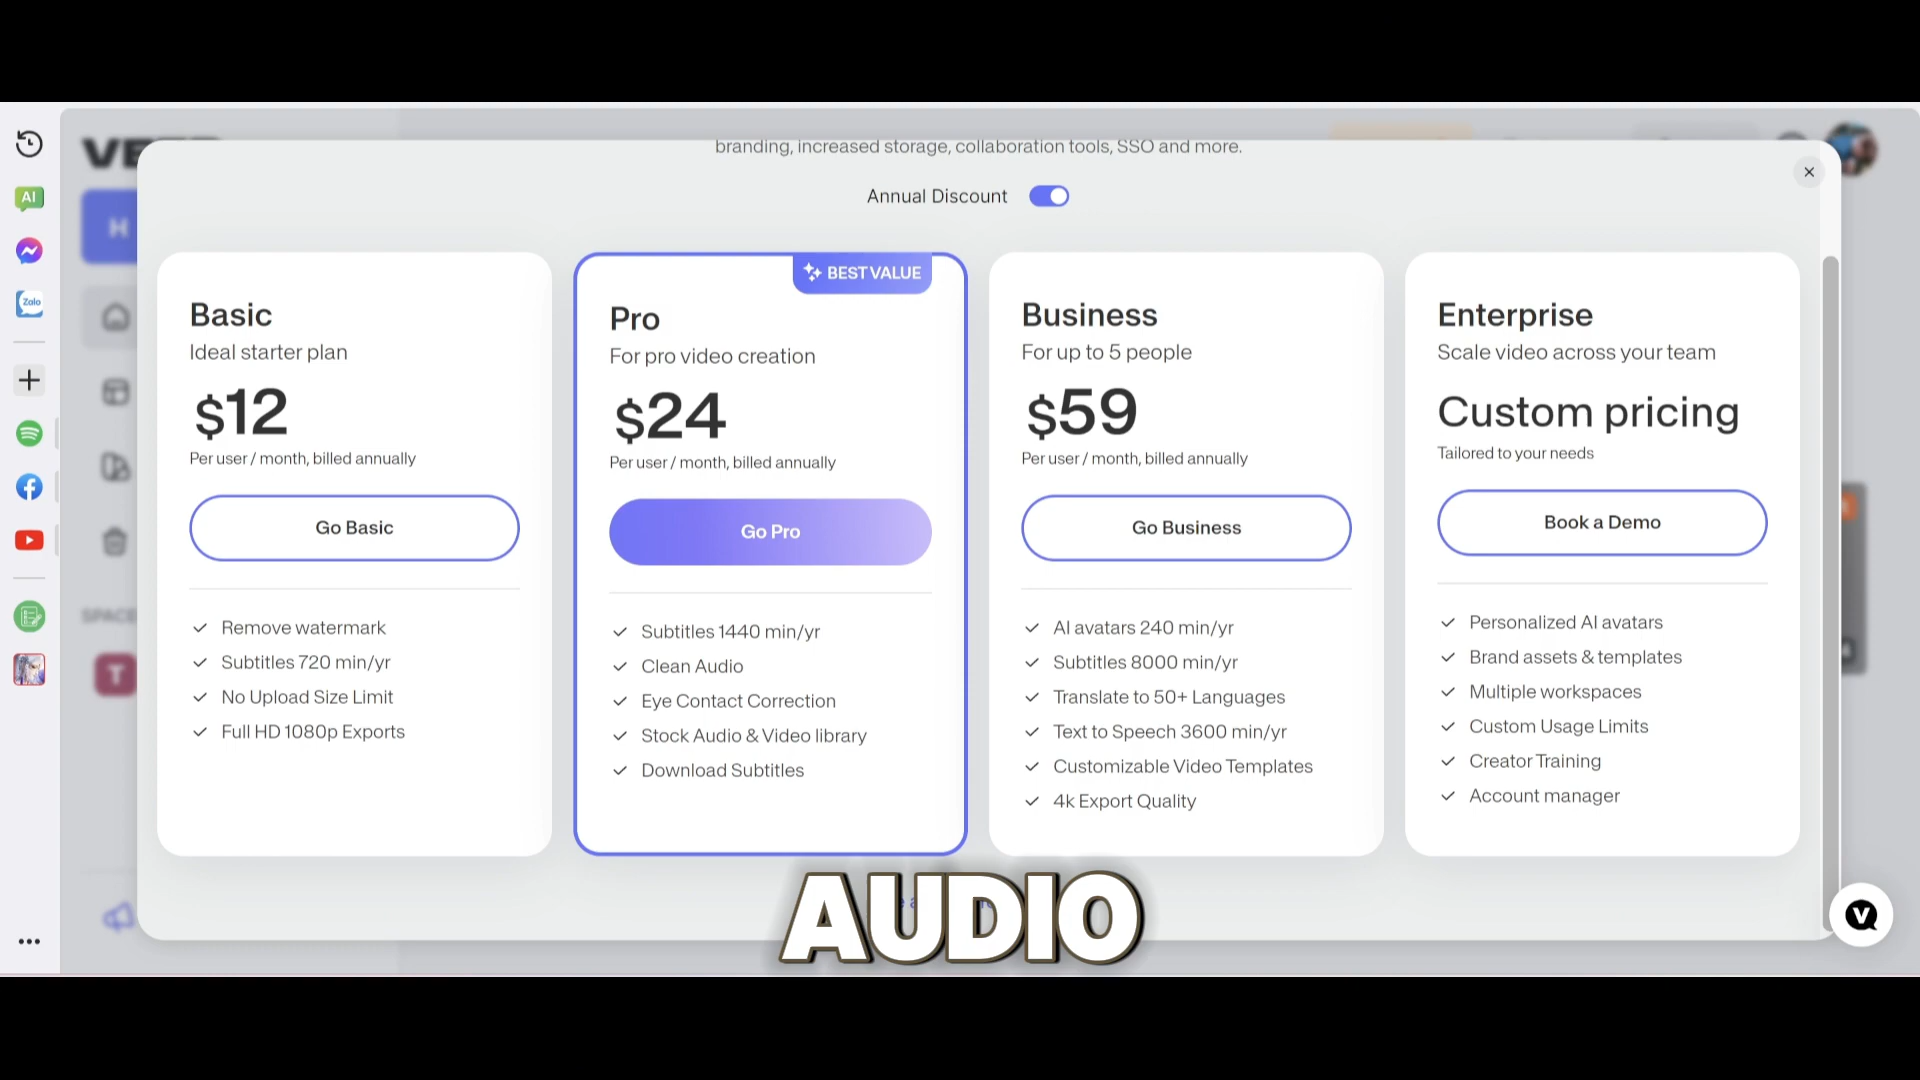 branding, increased storage, collaboration tools, SSO and more.
Annual Discount
Basic
Ideal starter plan
$12
Per user / month, billed annually
Go Basic
Remove watermark
Subtitles 720 min/yr
No Upload Size Limit
Full HD 1080p Exports
BEST VALUE
Pro
For pro video creation
$24
Per user / month, billed annually
Go Pro
Subtitles 1440 min/yr
Clean Audio
Eye Contact Correction
Stock Audio & Video library
Download Subtitles
Business
For up to 5 people
$59
Per user / month, billed annually
Go Business
AI avatars 240 min/yr
Subtitles 8000 min/yr
Translate to 50+ Languages
Text to Speech 3600 min/yr
Customizable Video Templates
4k Export Quality
Enterprise
Scale video across your team
Custom pricing
Tailored to your needs
Book a Demo
Personalized AI avatars
Brand assets & templates
Multiple workspaces
Custom Usage Limits
Creator Training
Account manager
AUDIO
AI
Zalo
H
SPACE
T